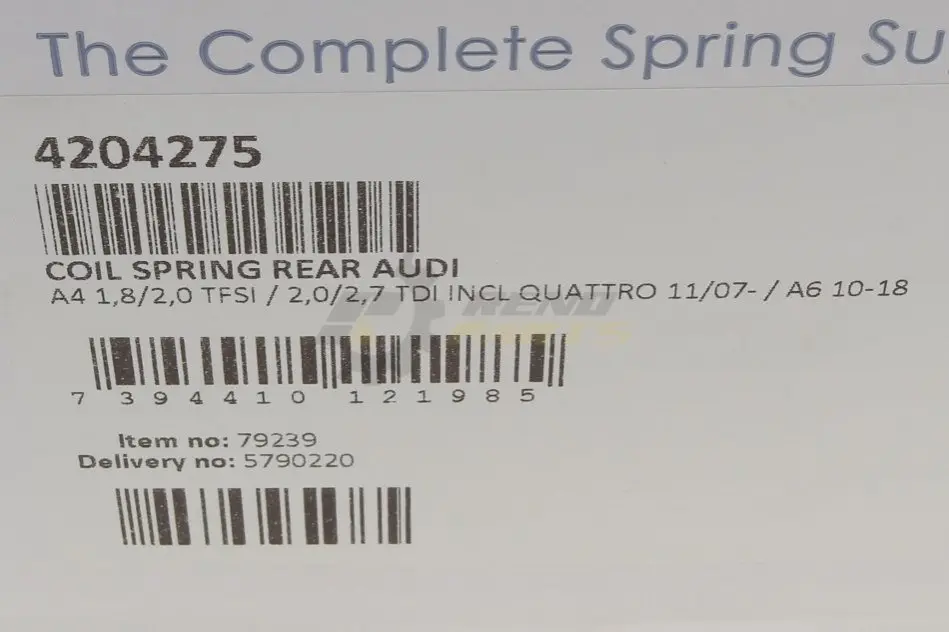 The Complete Spring Su
4204275
COIL SPRING REAR AUDI
A4 1,8/2,0 TFSI / 2,0/2,7 TDI INCL QUATTRO 11/07- / A6 10-18
7 394410 121985
Item no: 79239
Delivery no: 5790220